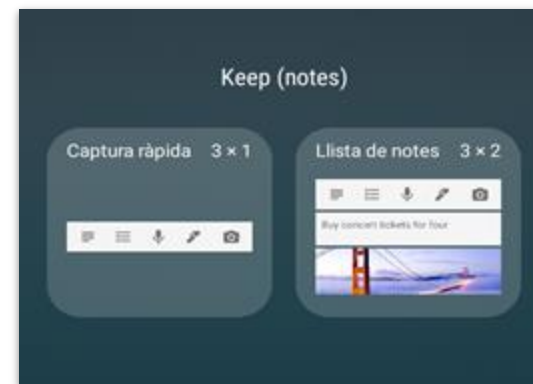 Keep (notes)
Captura ràpida 3 × 1
Llista de notes 3 × 2
Buy concert tickets for four